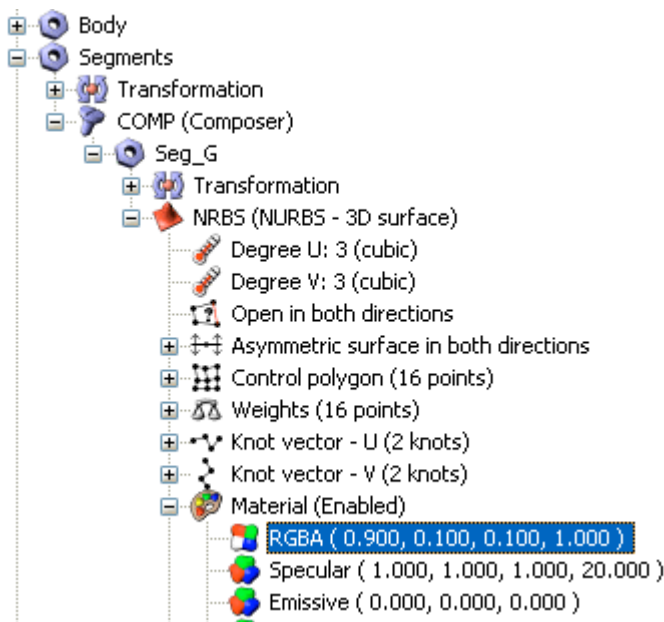 Body
Segments
Transformation
COMP (Composer)
Seg_G
Transformation
NRBS (NURBS - 3D surface)
Degree U: 3 (cubic)
Degree V: 3 (cubic)
Open in both directions
Asymmetric surface in both directions
Control polygon (16 points)
Weights (16 points)
Knot vector - U (2 knots)
Knot vector - V (2 knots)
Material (Enabled)
RGBA ( 0.900, 0.100, 0.100, 1.000 )
Specular ( 1.000, 1.000, 1.000, 20.000 )
Emissive ( 0.000, 0.000, 0.000 )